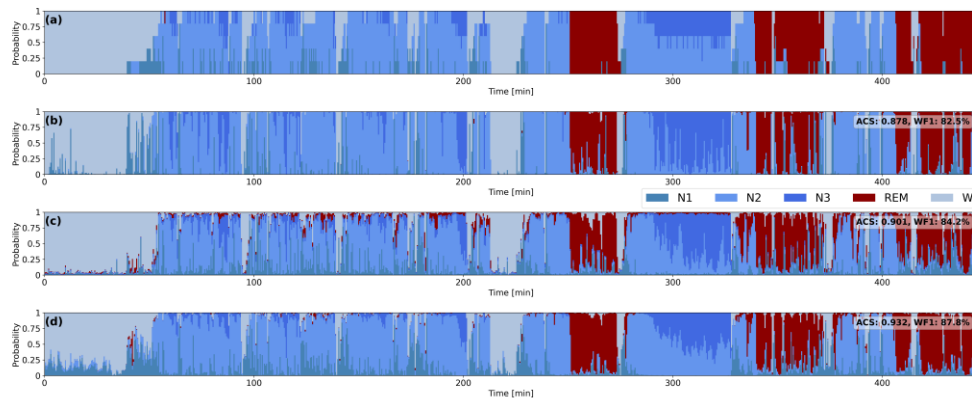 (a)
Probability
1
0.75
0.5
0.25
0
0 100 200 300 400
Time [min]
(b)
ACS: 0.878, WF1: 82.5%
Probability
1
0.75
0.5
0.25
0
0 100 200 300 400
Time [min]
N1 N2 N3 REM W
(c)
ACS: 0.901, WF1: 84.2%
Probability
1
0.75
0.5
0.25
0
0 100 200 300 400
Time [min]
(d)
ACS: 0.932, WF1: 87.8%
Probability
1
0.75
0.5
0.25
0
0 100 200 300 400
Time [min]